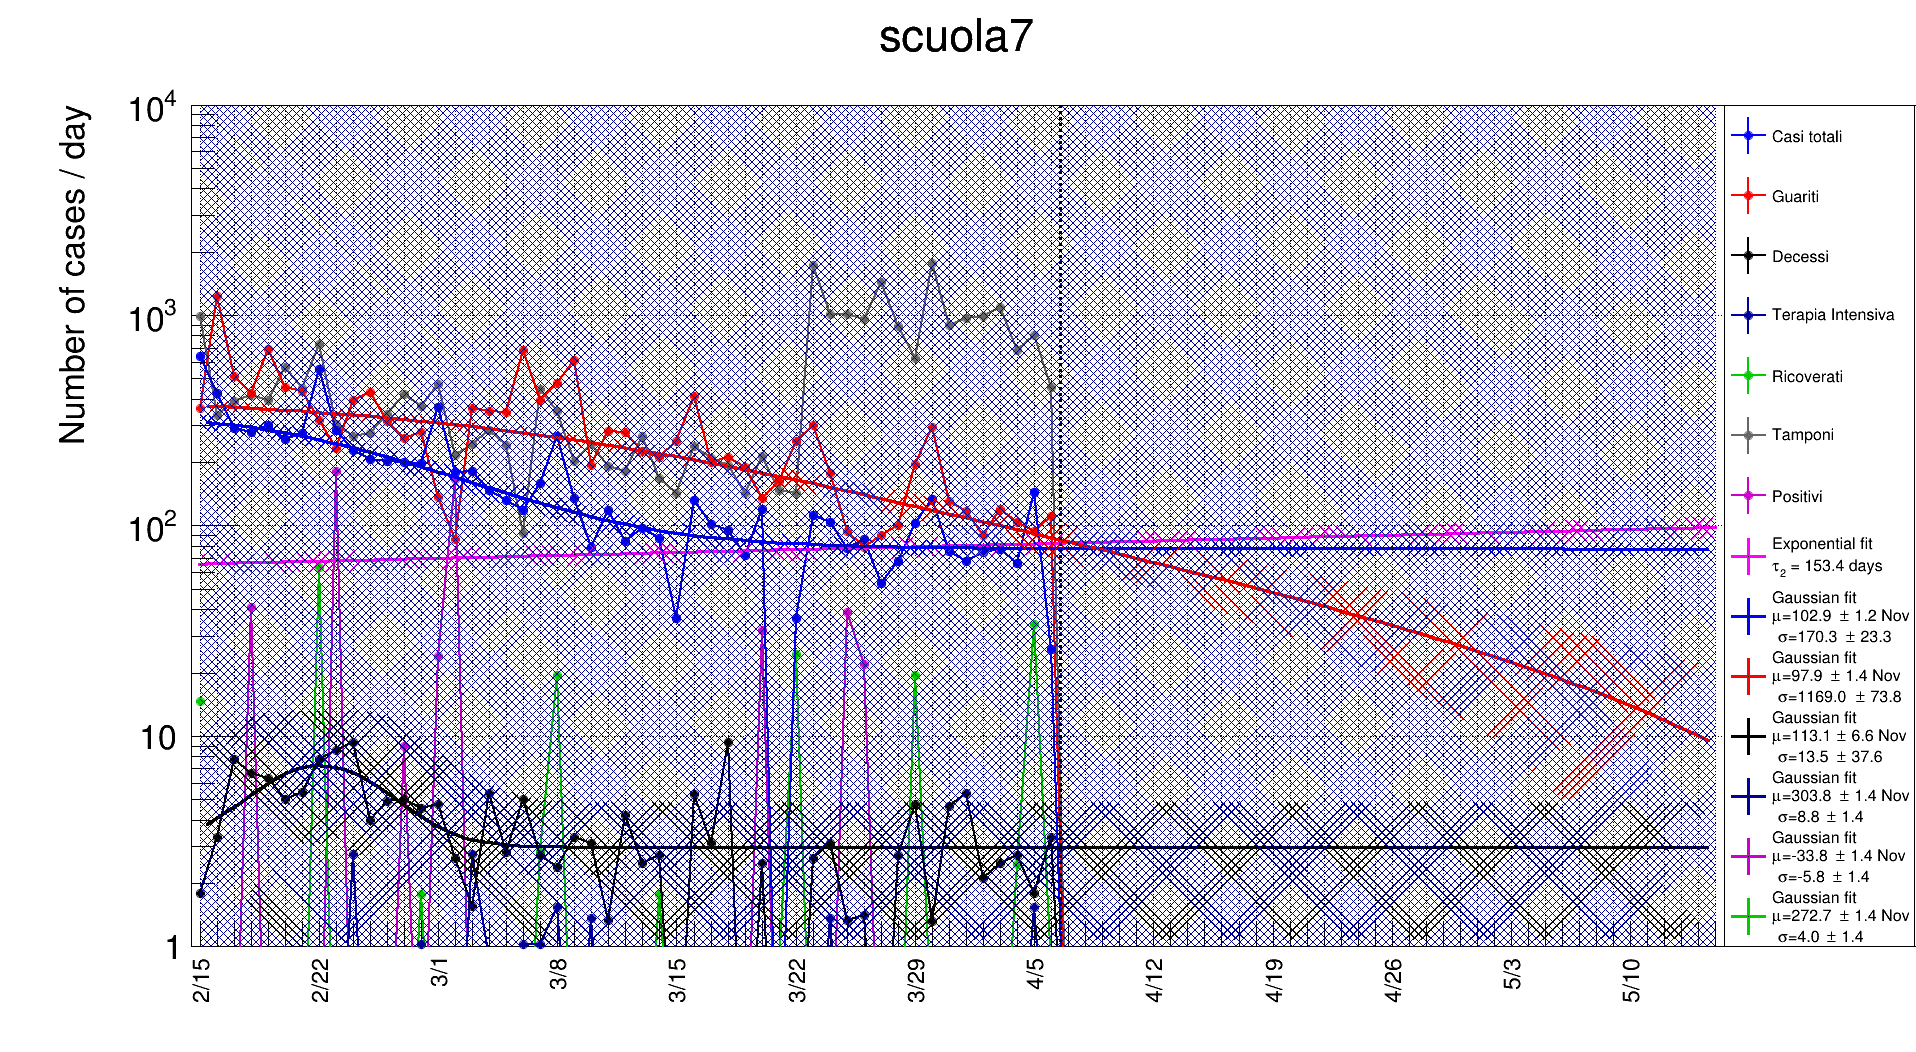 scuola7
Number of cases / day
10⁴
10³
10²
10
1
2/15
2/22
3/1
3/8
3/15
3/22
3/29
4/5
4/12
4/19
4/26
5/3
5/10
Casi totali
Guariti
Decessi
Terapia Intensiva
Ricoverati
Tamponi
Positivi
Exponential fit
τ₂ = 153.4 days
Gaussian fit
μ=102.9 ± 1.2 Nov
σ=170.3 ± 23.3
Gaussian fit
μ=97.9 ± 1.4 Nov
σ=1169.0 ± 73.8
Gaussian fit
μ=113.1 ± 6.6 Nov
σ=13.5 ± 37.6
Gaussian fit
μ=303.8 ± 1.4 Nov
σ=8.8 ± 1.4
Gaussian fit
μ=-33.8 ± 1.4 Nov
σ=-5.8 ± 1.4
Gaussian fit
μ=272.7 ± 1.4 Nov
σ=4.0 ± 1.4